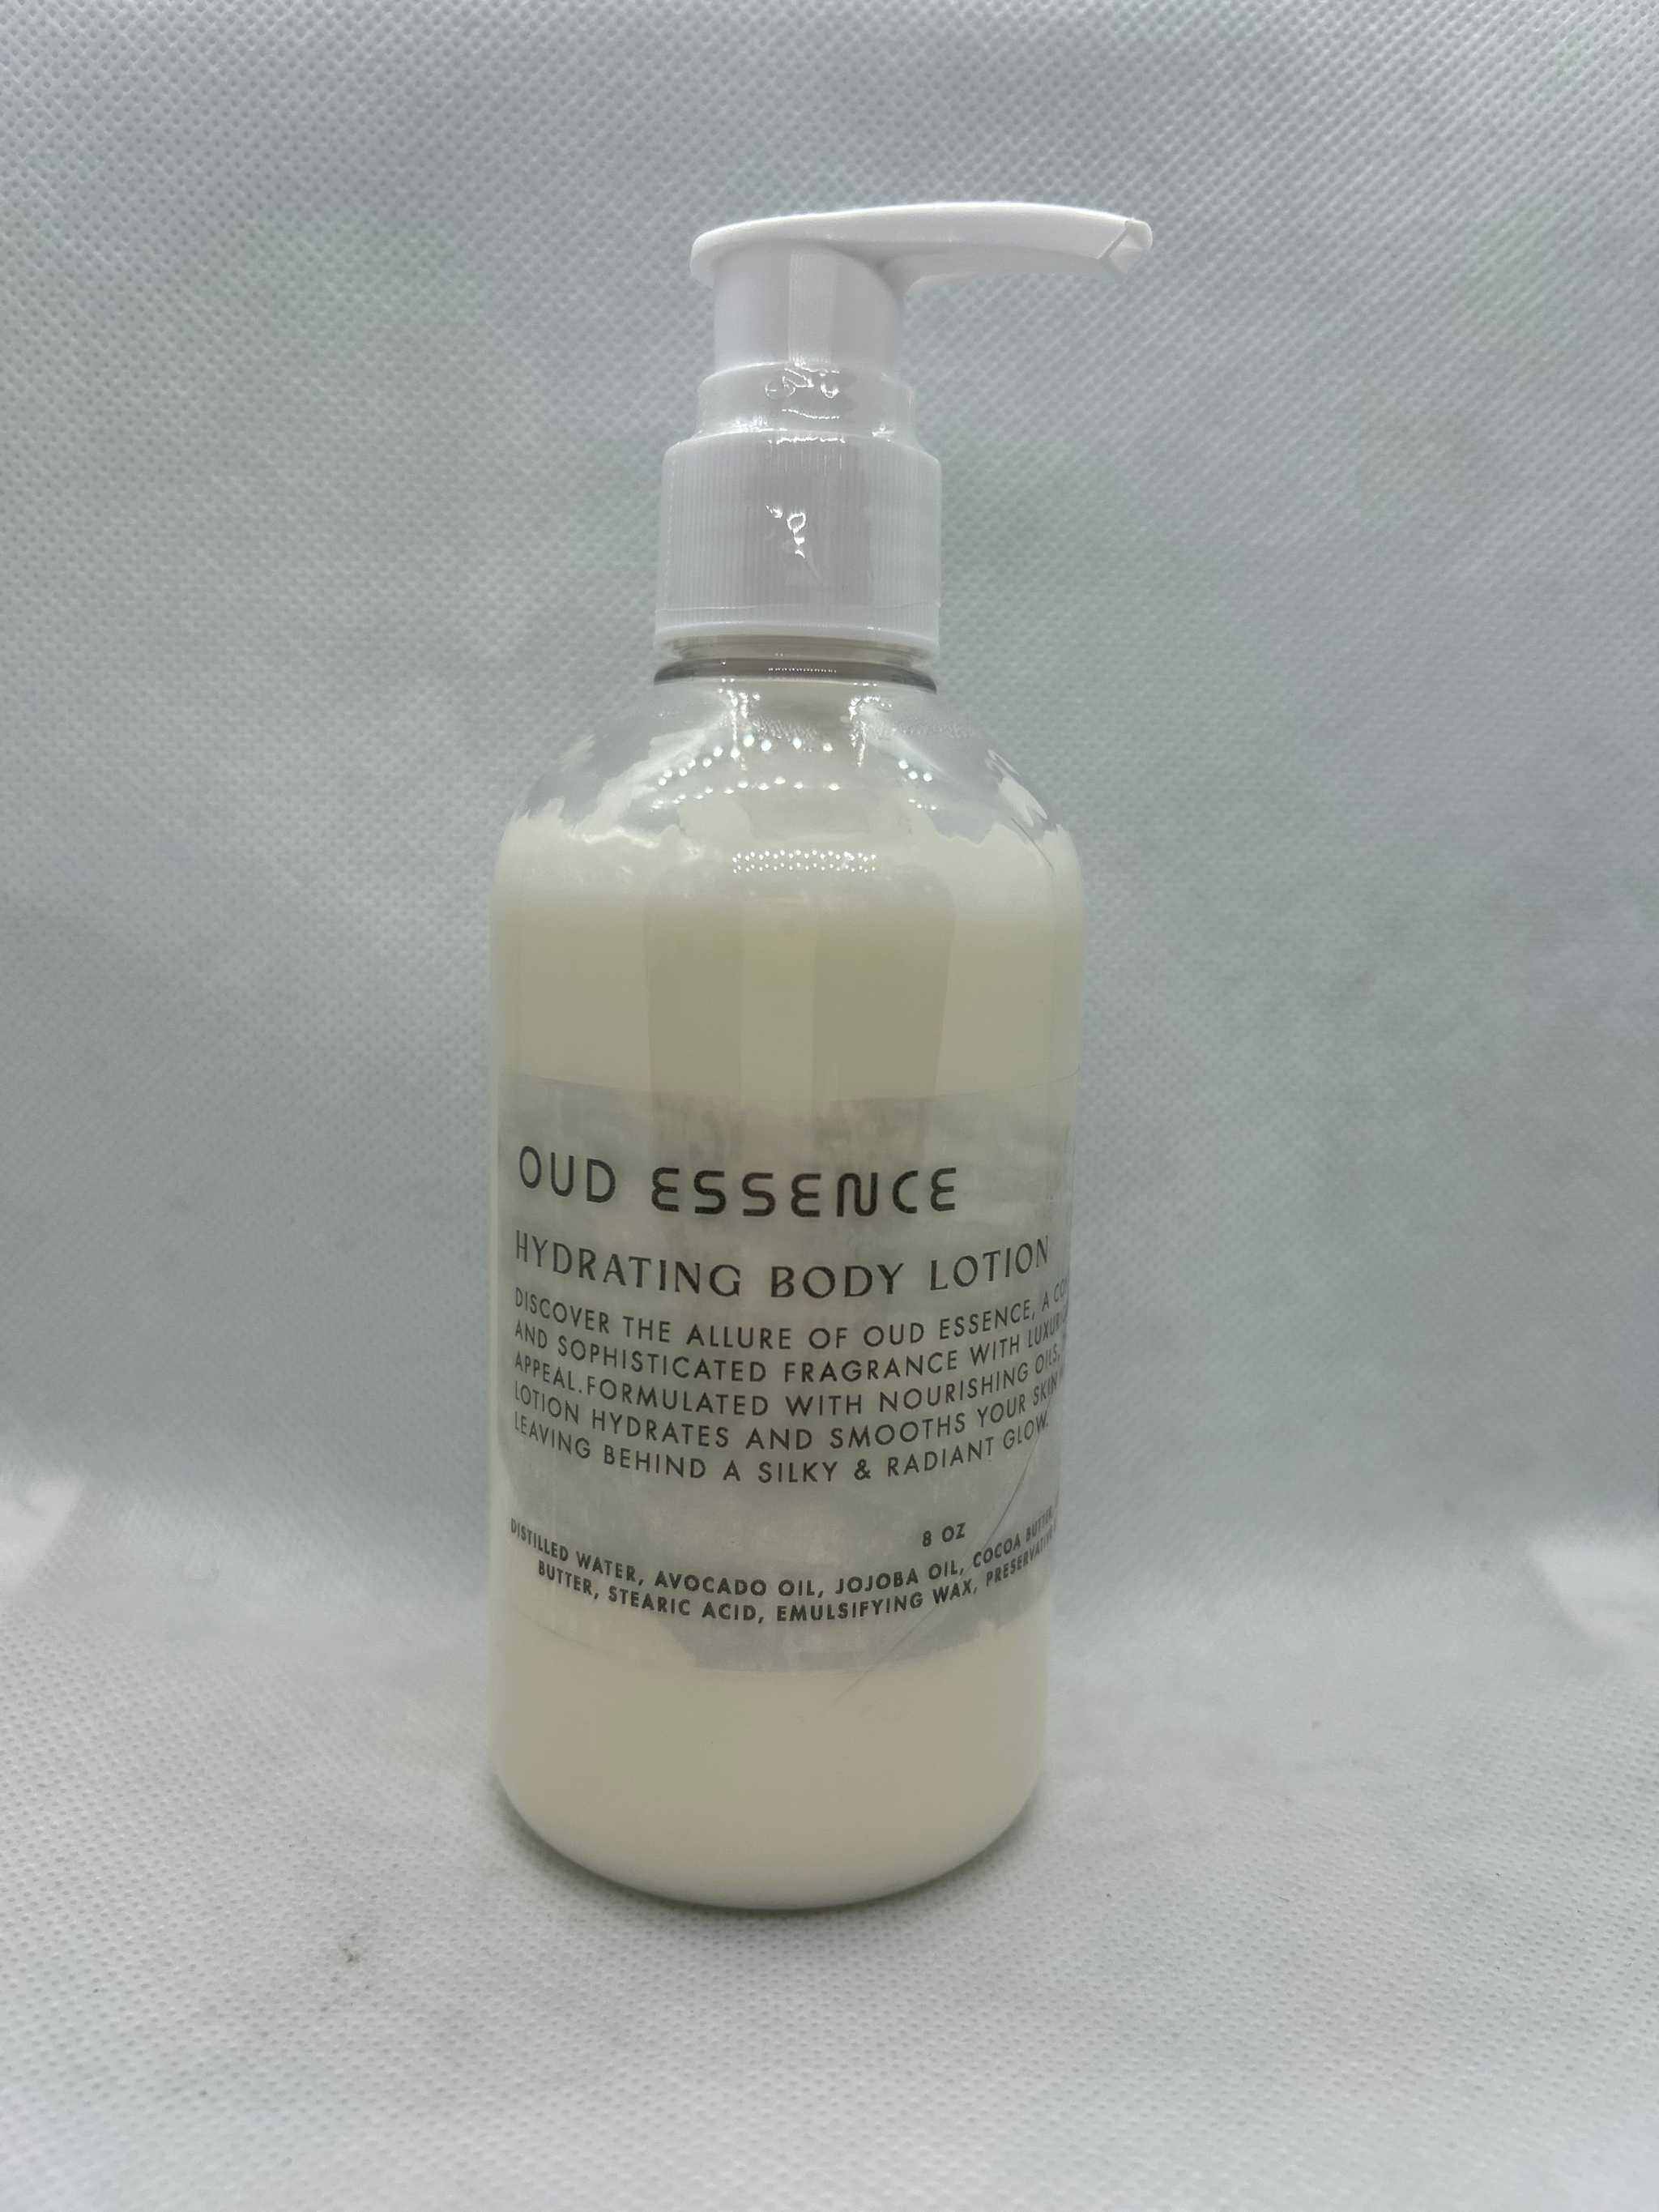 OUD ESSENCE
HYDRATING BODY LOTION
DISCOVER THE ALLURE OF OUD ESSENCE, A
AND SOPHISTICATED FRAGRANCE WITH
APPEAL.FORMULATED WITH NOURISHING OILS,
LOTION HYDRATES AND SMOOTHS YOUR SKIN
LEAVING BEHIND A SILKY & RADIANT GLOW.
8 OZ
DISTILLED WATER, AVOCADO OIL, JOJOBA OIL, COCOA BUTTER,
BUTTER, STEARIC ACID, EMULSIFYING WAX,